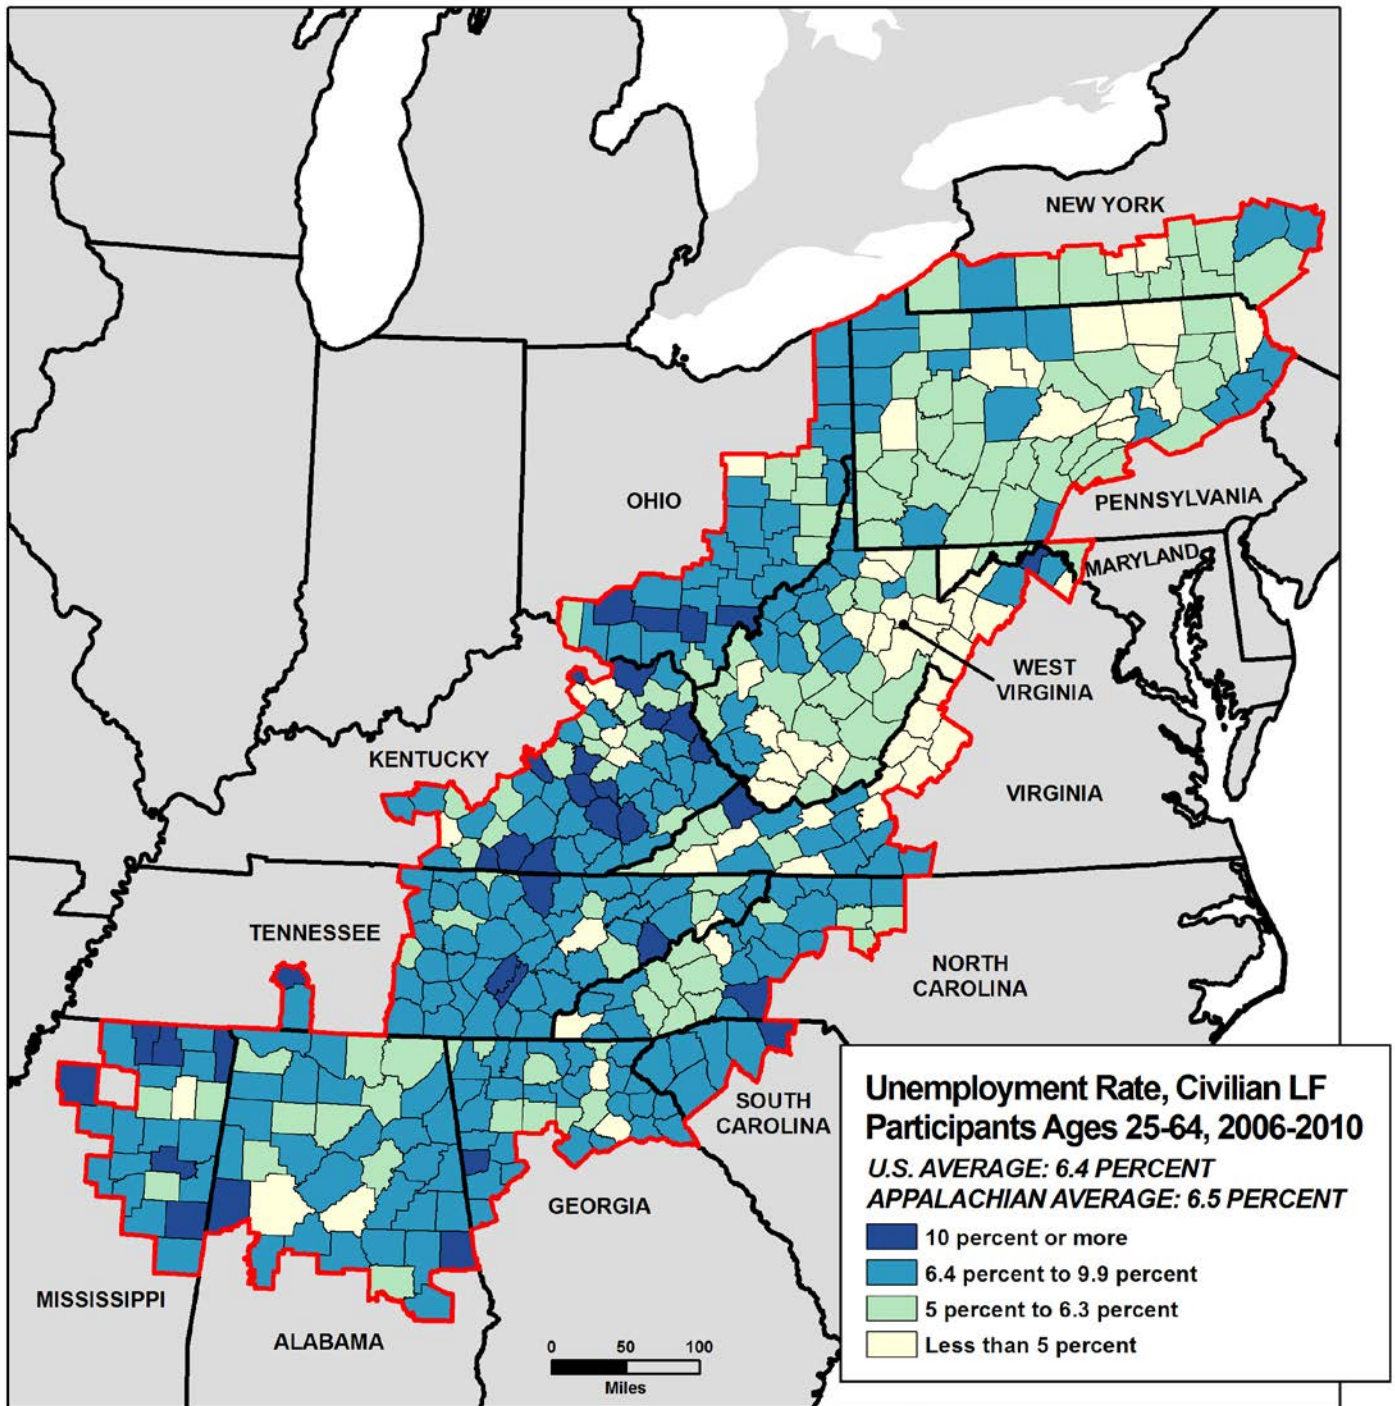 NEW YORK
OHIO
PENNSYLVANIA
MARYLAND
WEST
VIRGINIA
KENTUCKY
VIRGINIA
TENNESSEE
NORTH
CAROLINA
SOUTH
CAROLINA
GEORGIA
MISSISSIPPI
ALABAMA
0 50 100
Miles
Unemployment Rate, Civilian LF
Participants Ages 25-64, 2006-2010
U.S. AVERAGE: 6.4 PERCENT
APPALACHIAN AVERAGE: 6.5 PERCENT
10 percent or more
6.4 percent to 9.9 percent
5 percent to 6.3 percent
Less than 5 percent